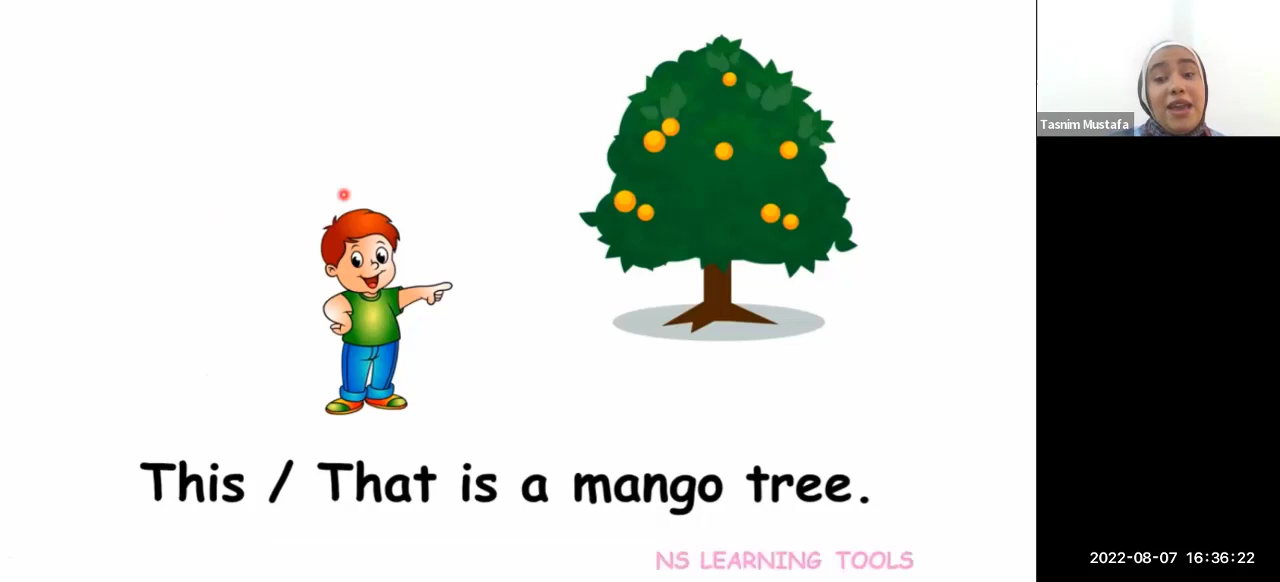 Tasnim Mustafa
This / That is a mango tree.
NS LEARNING TOOLS
2022-08-07 16:36:22